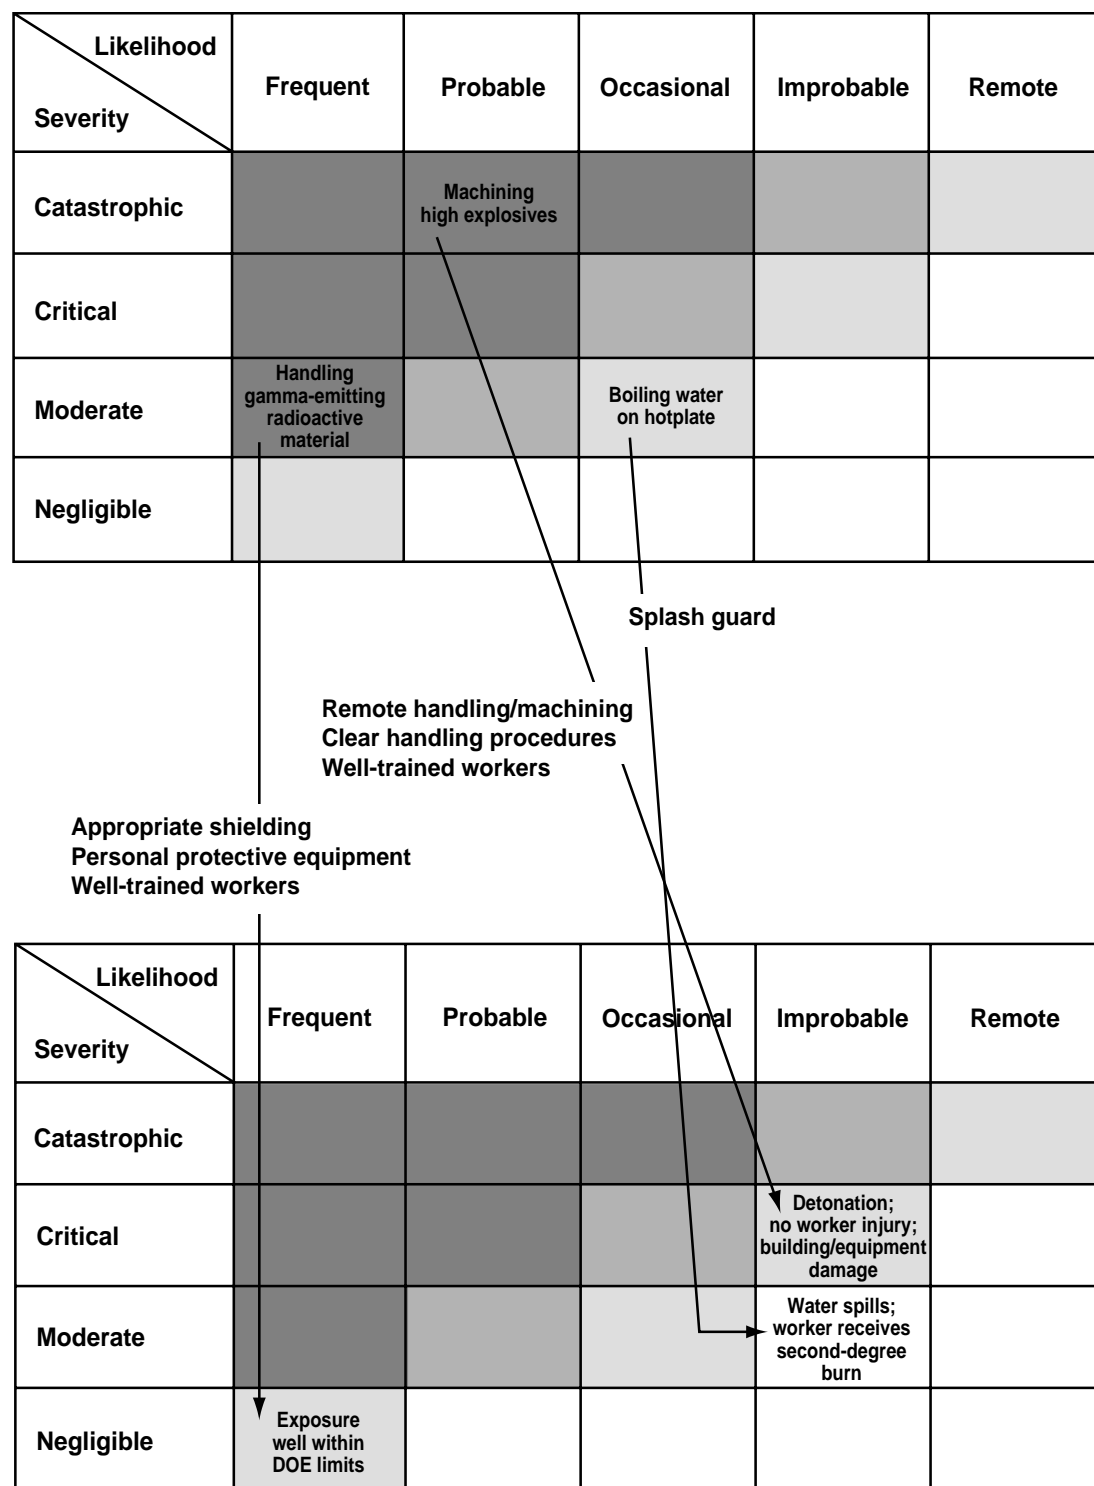 Likelihood
Severity
Frequent
Probable
Occasional
Improbable
Remote
Catastrophic
Machining
high explosives
Critical
Moderate
Handling
gamma-emitting
radioactive
material
Boiling water
on hotplate
Negligible
Splash guard
Remote handling/machining
Clear handling procedures
Well-trained workers
Appropriate shielding
Personal protective equipment
Well-trained workers
Likelihood
Severity
Frequent
Probable
Occasional
Improbable
Remote
Catastrophic
Critical
Detonation;
no worker injury;
building/equipment
damage
Moderate
Water spills;
worker receives
second-degree
burn
Negligible
Exposure
well within
DOE limits